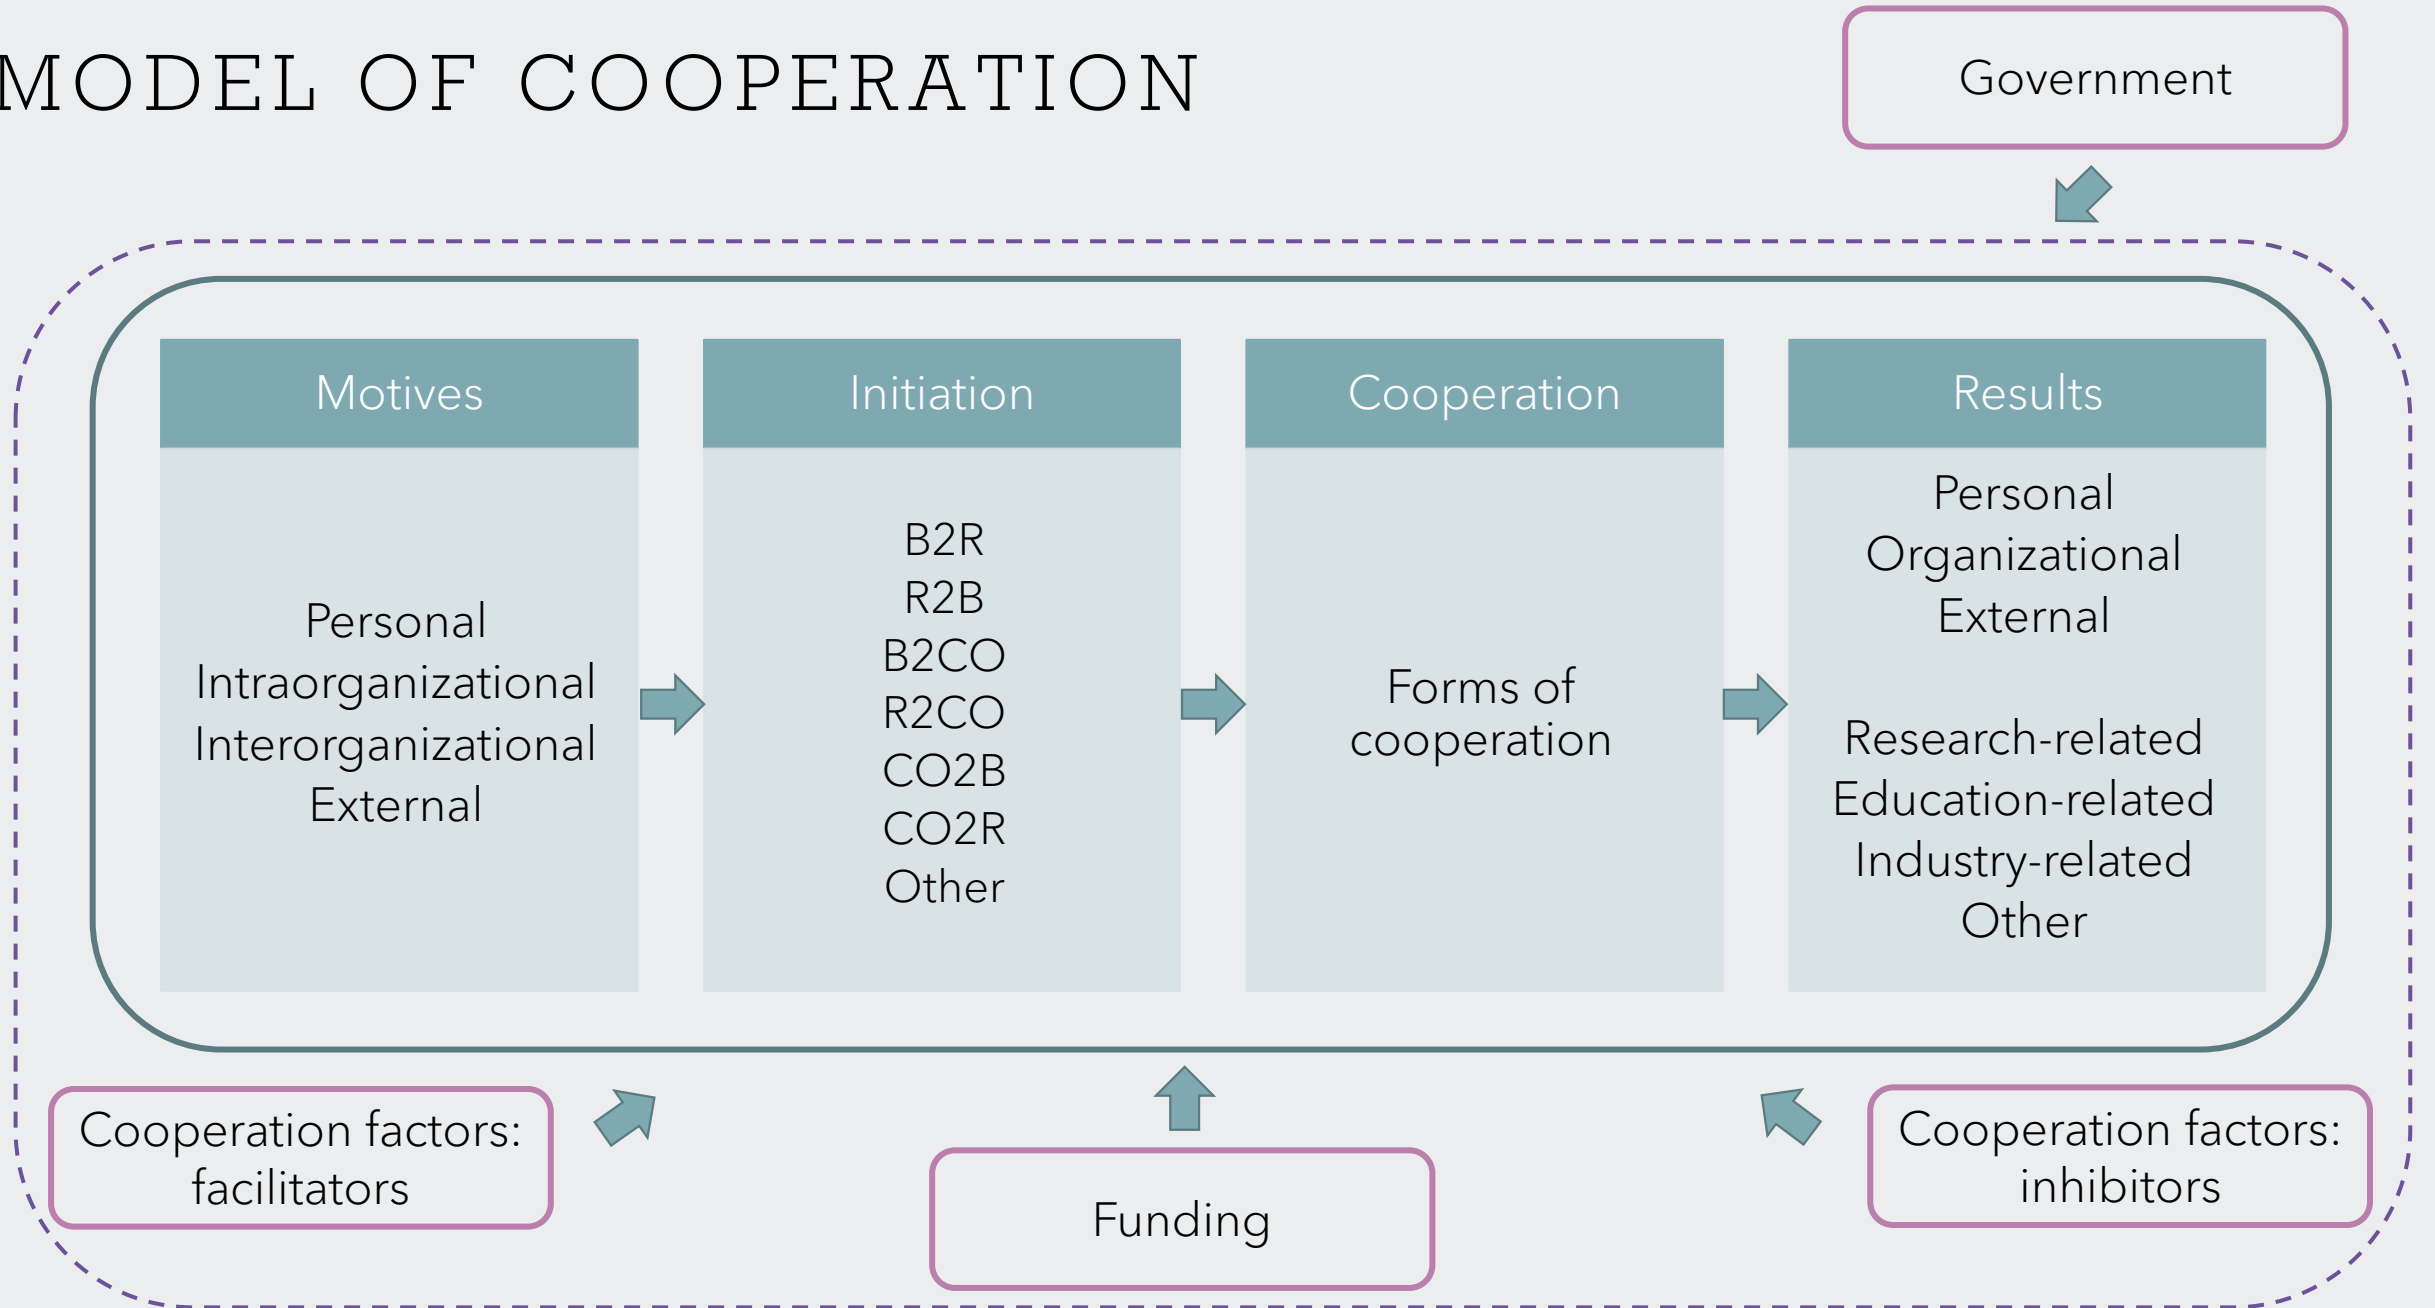 MODEL OF COOPERATION
Government
Motives
Personal
Intraorganizational
Interorganizational
External
Initiation
B2R
R2B
B2CO
R2CO
CO2B
CO2R
Other
Cooperation
Forms of
cooperation
Results
Personal
Organizational
External
Research-related
Education-related
Industry-related
Other
Cooperation factors:
facilitators
Funding
Cooperation factors:
inhibitors